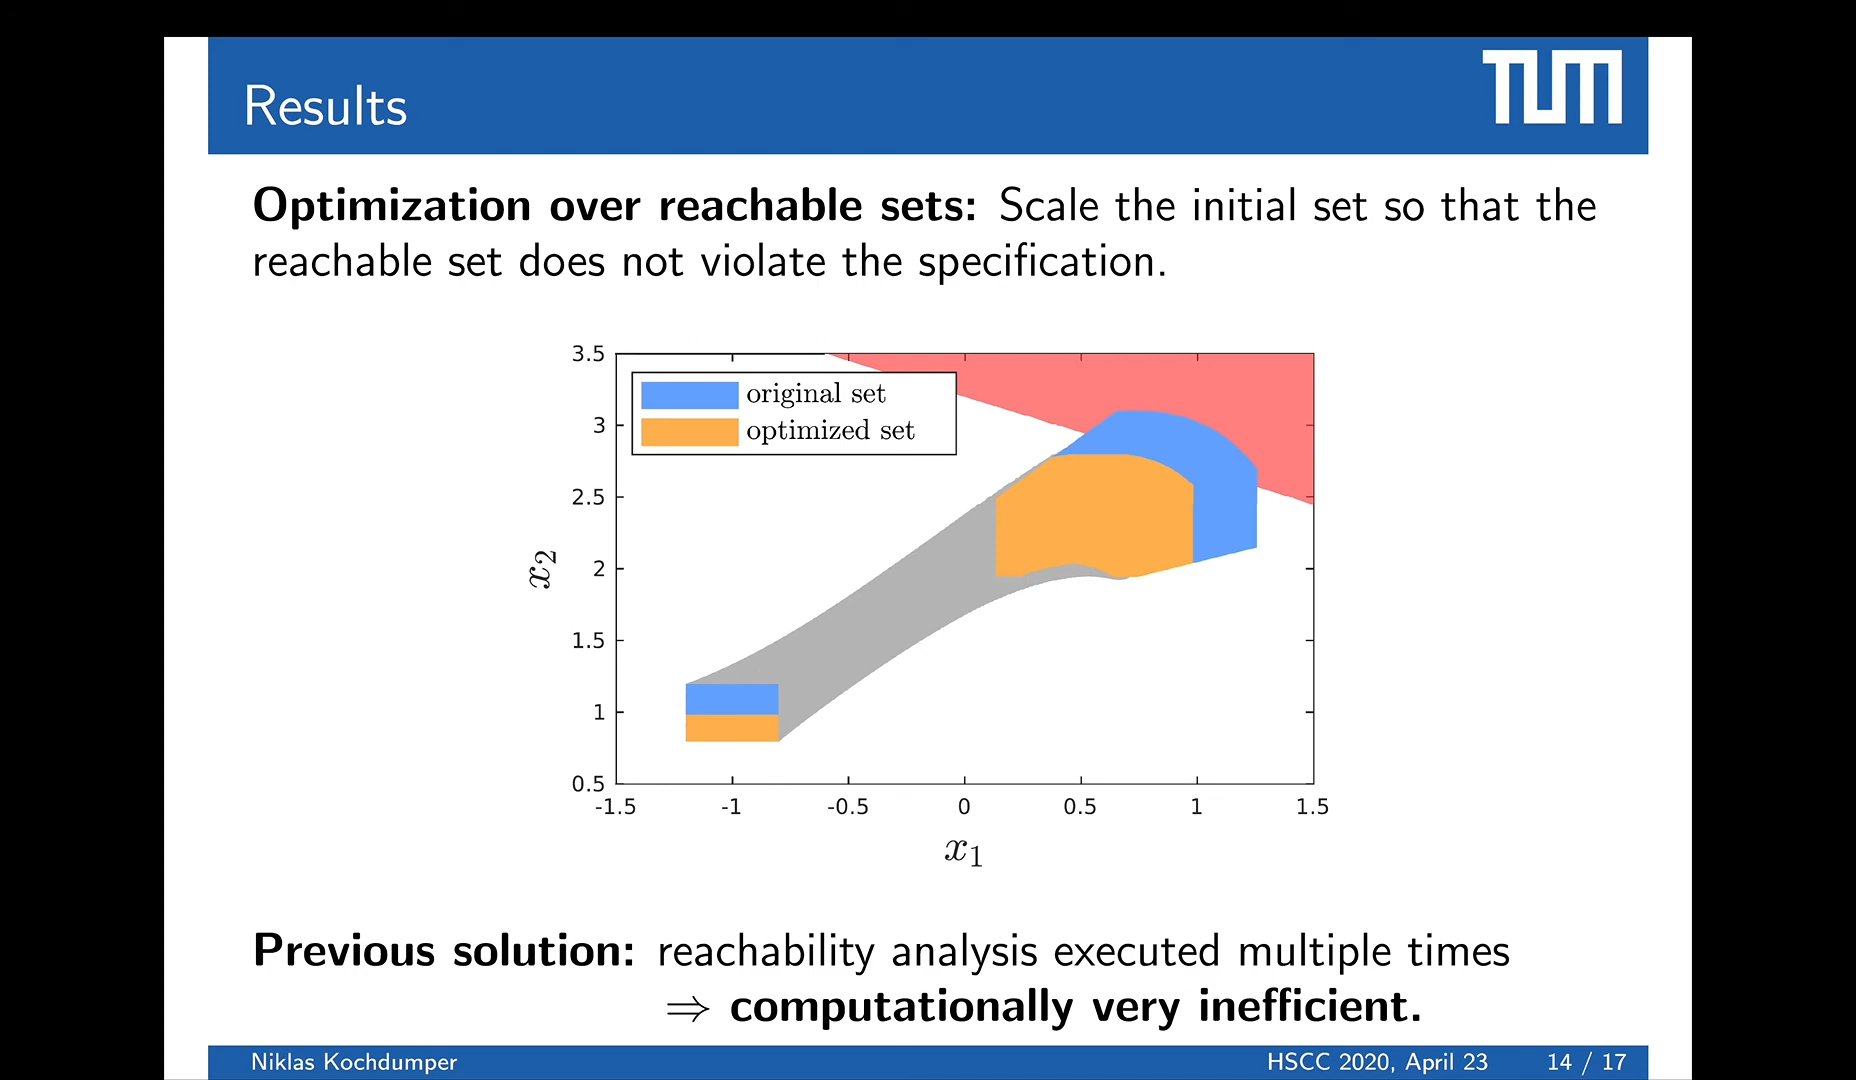 Results
TUM
Optimization over reachable sets: Scale the initial set so that the
reachable set does not violate the specification.
3.5
3
2.5
2
1.5
1
0.5
original set
optimized set
x₂
-1.5 -1 -0.5 0 0.5 1 1.5
x₁
Previous solution: reachability analysis executed multiple times
⇒ computationally very inefficient.
Niklas Kochdumper HSCC 2020, April 23 14 / 17